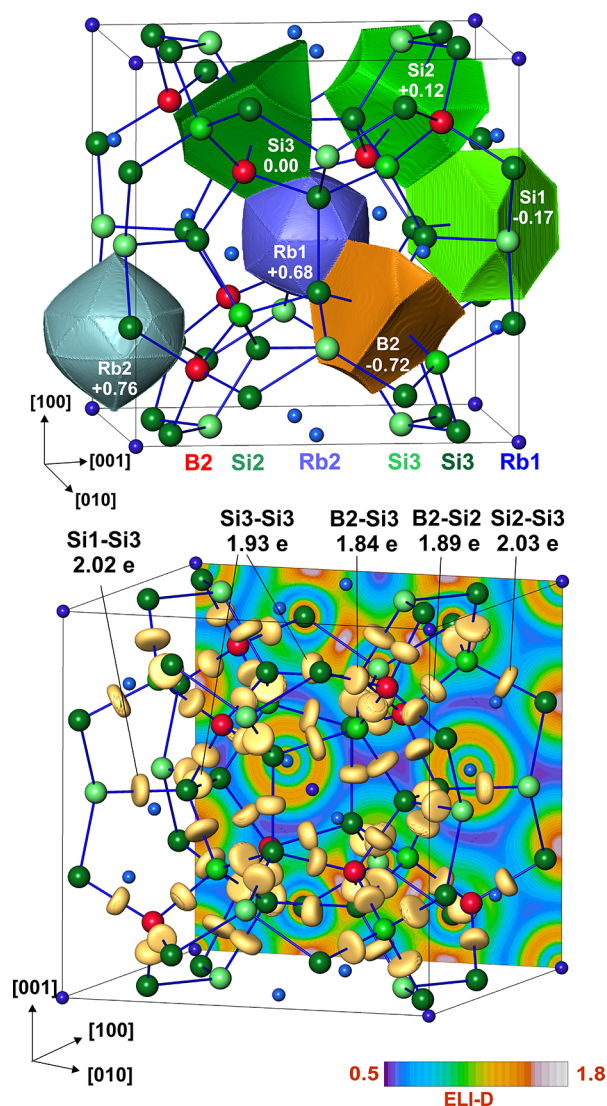 Si2
+0.12
Si3
0.00
Si1
-0.17
Rb1
+0.68
B2
-0.72
Rb2
+0.76
[100]
[001]
[010]
B2 Si2 Rb2 Si3 Si3 Rb1
Si1-Si3
2.02 e
Si3-Si3
1.93 e
B2-Si3
1.84 e
B2-Si2
1.89 e
Si2-Si3
2.03 e
[001]
[100]
[010]
0.5
1.8
ELI-D